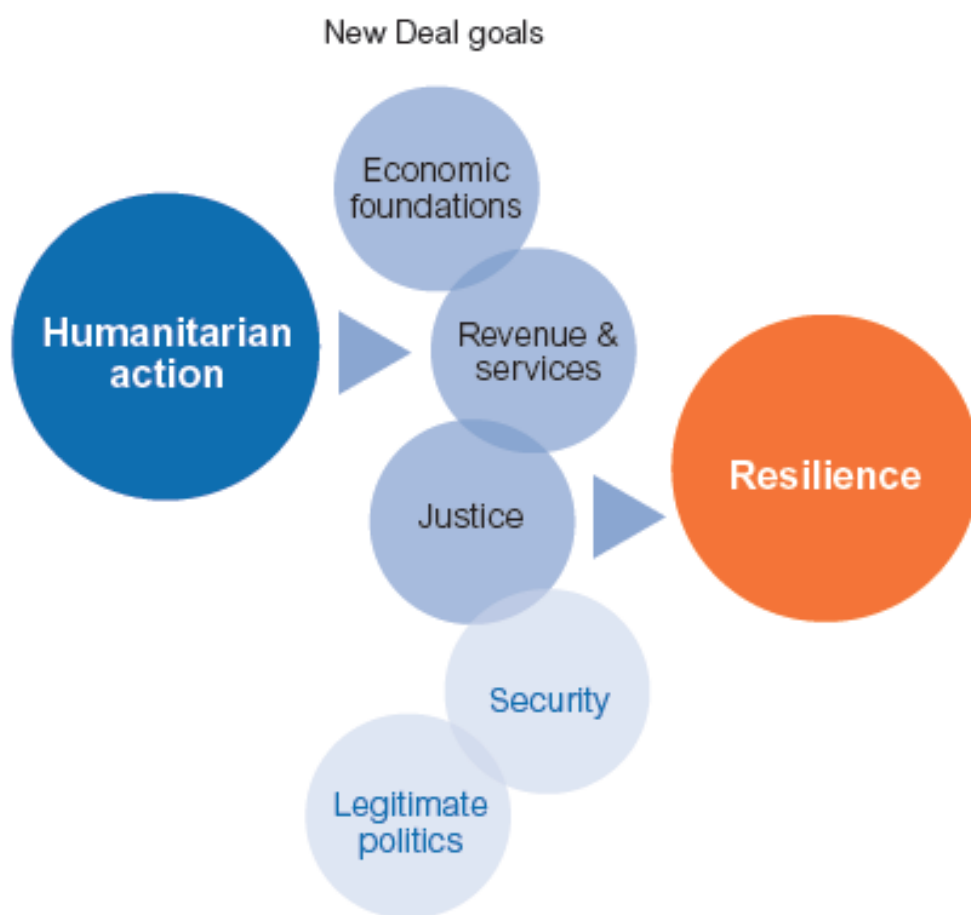 New Deal goals
Economic
foundations
Humanitarian
action
Revenue &
services
Resilience
Justice
Security
Legitimate
politics